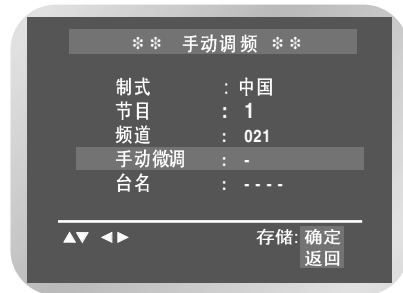 ** 手动调频 **
制式 : 中国
节目 : 1
频道 : 021
手动微调 : -
台名 : - - - -
▲▼ ◀▶ 存储: 确定
返回